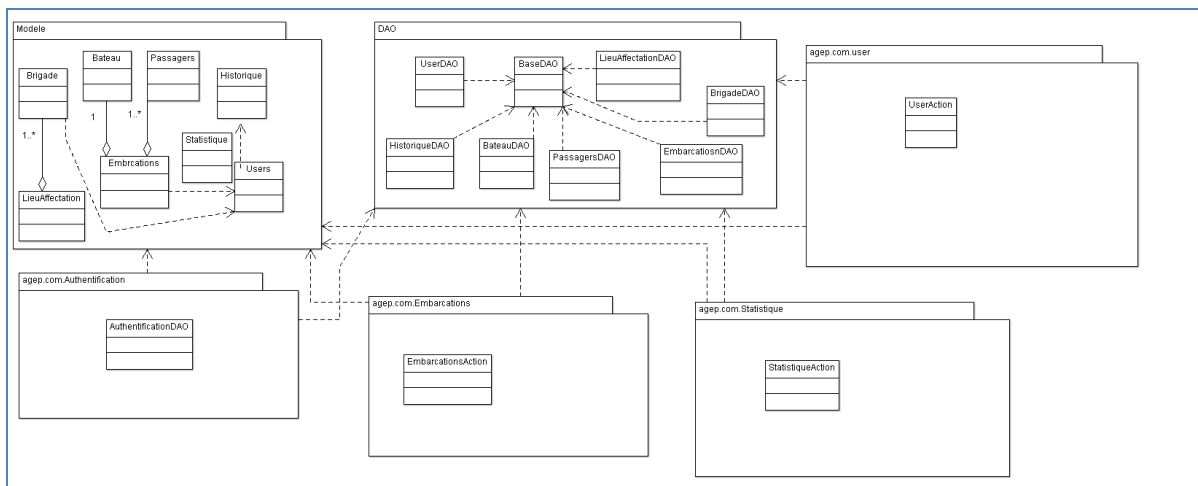 Modele
Brigade
Bateau
Passagers
Historique
1..*
1
1..*
Statistique
Embrcations
Users
LieuAffectation
DAO
UserDAO
BaseDAO
LieuAffectationDAO
BrigadeDAO
HistoriqueDAO
BateauDAO
PassagersDAO
EmbarcatiosnDAO
agep.com.user
UserAction
agep.com.Authentification
AuthentificationDAO
agep.com.Embarcations
EmbarcationsAction
agep.com.Statistique
StatistiqueAction